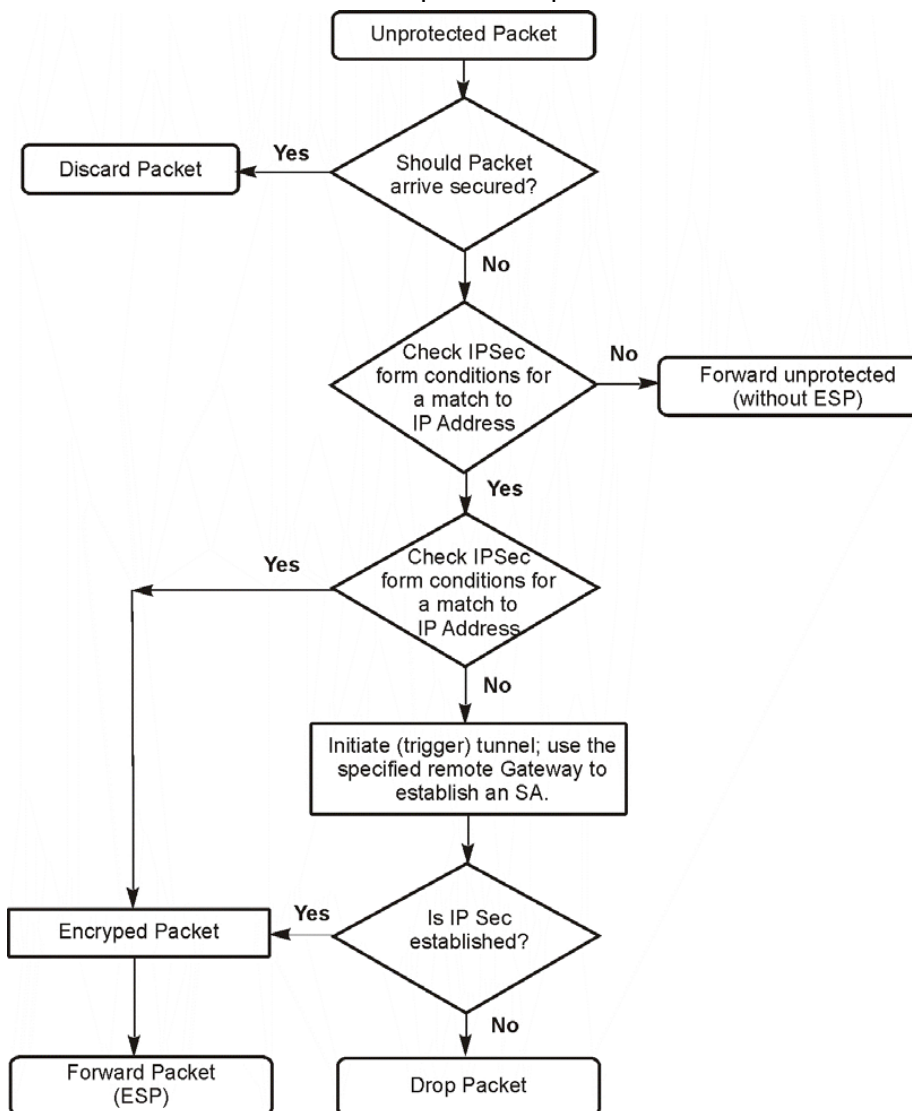 Unprotected Packet
Yes
Discard Packet
Should Packet
arrive secured?
No
Check IPSec
form conditions for
a match to
IP Address
No
Forward unprotected
(without ESP)
Yes
Yes
Check IPSec
form conditions for
a match to
IP Address
No
Initiate (trigger) tunnel; use the
specified remote Gateway to
establish an SA.
Yes
Encryped Packet
Is IP Sec
established?
No
Forward Packet
(ESP)
Drop Packet